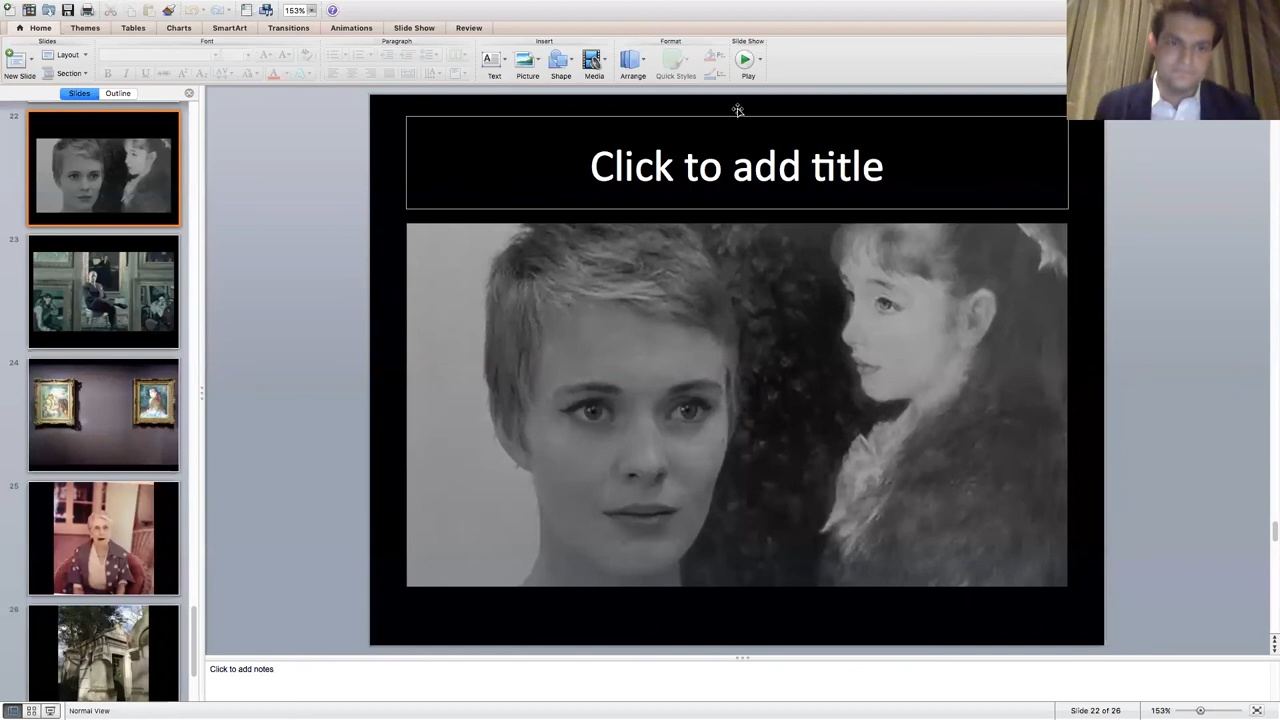 153%
Home Themes Tables Charts SmartArt Transitions Animations Slide Show Review
Slides Font Paragraph Insert Format Slide Show
New Slide Layout Section Text Picture Shape Media Arrange Quick Styles Play
B I U
Slides Outline
22
23
24
25
26
Click to add title
Click to add notes
Normal View Slide 22 of 26 153%